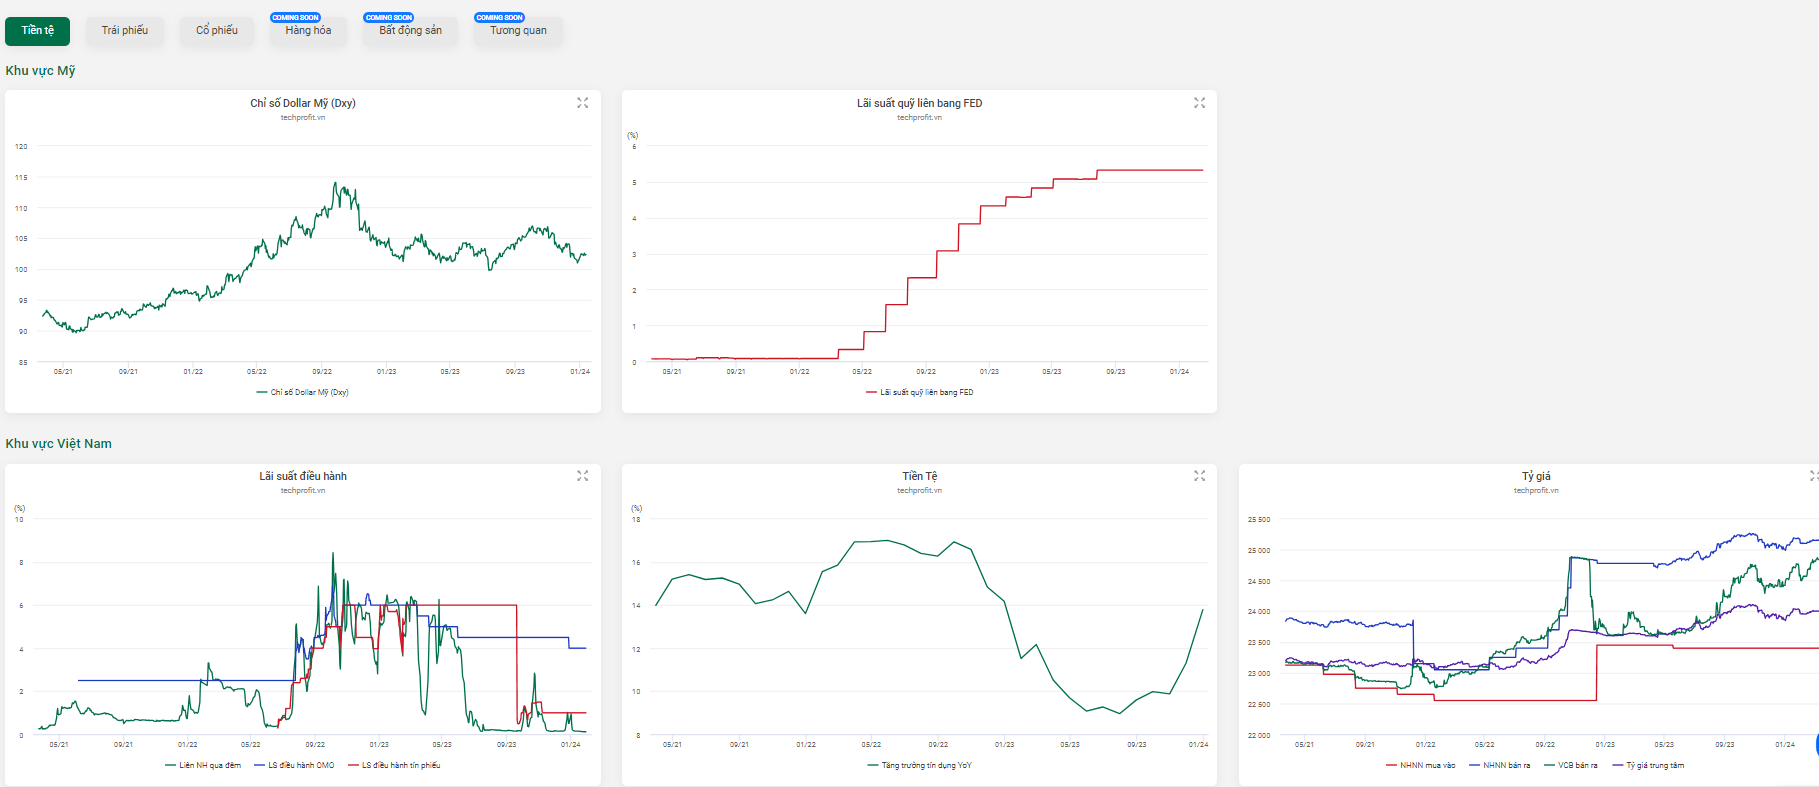 COMING SOON COMING SOON COMING SOON
Tiền tệ Trái phiếu Cổ phiếu Hàng hóa Bất động sản Tương quan
Khu vực Mỹ
Chỉ số Dollar Mỹ (Dxy)
techprofit.vn
120
115
110
105
100
95
90
85
05/21 09/21 01/22 05/22 09/22 01/23 05/23 09/23 01/24
Chỉ số Dollar Mỹ (Dxy)
Lãi suất quỹ liên bang FED
techprofit.vn
(%)
6
5
4
3
2
1
0
05/21 09/21 01/22 05/22 09/22 01/23 05/23 09/23 01/24
Lãi suất quỹ liên bang FED
Khu vực Việt Nam
Lãi suất điều hành
techprofit.vn
(%)
10
8
6
4
2
0
05/21 09/21 01/22 05/22 09/22 01/23 05/23 09/23 01/24
Liên NH qua đêm LS điều hành OMO LS điều hành tín phiếu
Tiền Tệ
techprofit.vn
(%)
18
16
14
12
10
8
05/21 09/21 01/22 05/22 09/22 01/23 05/23 09/23 01/24
Tăng trưởng tín dụng YoY
Tỷ giá
techprofit.vn
25 500
25 000
24 500
24 000
23 500
23 000
22 500
22 000
05/21 09/21 01/22 05/22 09/22 01/23 05/23 09/23 01/24
NHNN mua vào NHNN bán ra VCB bán ra Tỷ giá trung tâm